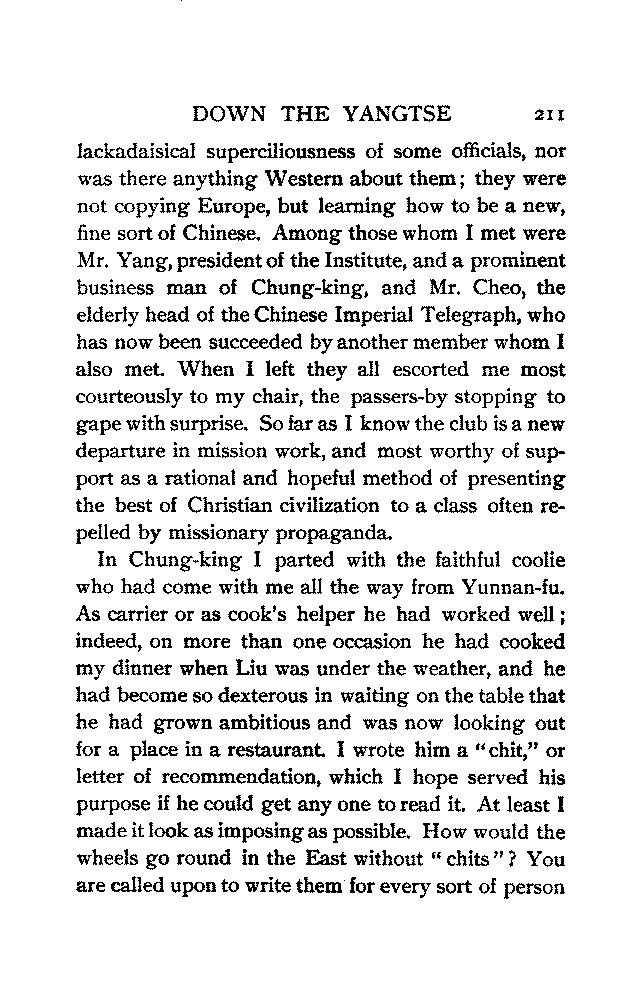 DOWN THE YANGTSE 211
lackadaisical superciliousness of some officials, nor
was there anything Western about them; they were
not copying Europe, but learning how to be a new,
fine sort of Chinese. Among those whom I met were
Mr. Yang, president of the Institute, and a prominent
business man of Chung-king, and Mr. Cheo, the
elderly head of the Chinese Imperial Telegraph, who
has now been succeeded by another member whom I
also met. When I left they all escorted me most
courteously to my chair, the passers-by stopping to
gape with surprise. So far as I know the club is a new
departure in mission work, and most worthy of sup-
port as a rational and hopeful method of presenting
the best of Christian civilization to a class often re-
pelled by missionary propaganda.
In Chung-king I parted with the faithful coolie
who had come with me all the way from Yunnan-fu.
As carrier or as cook's helper he had worked well;
indeed, on more than one occasion he had cooked
my dinner when Liu was under the weather, and he
had become so dexterous in waiting on the table that
he had grown ambitious and was now looking out
for a place in a restaurant. I wrote him a "chit," or
letter of recommendation, which I hope served his
purpose if he could get any one to read it. At least I
made it look as imposing as possible. How would the
wheels go round in the East without "chits"? You
are called upon to write them for every sort of person